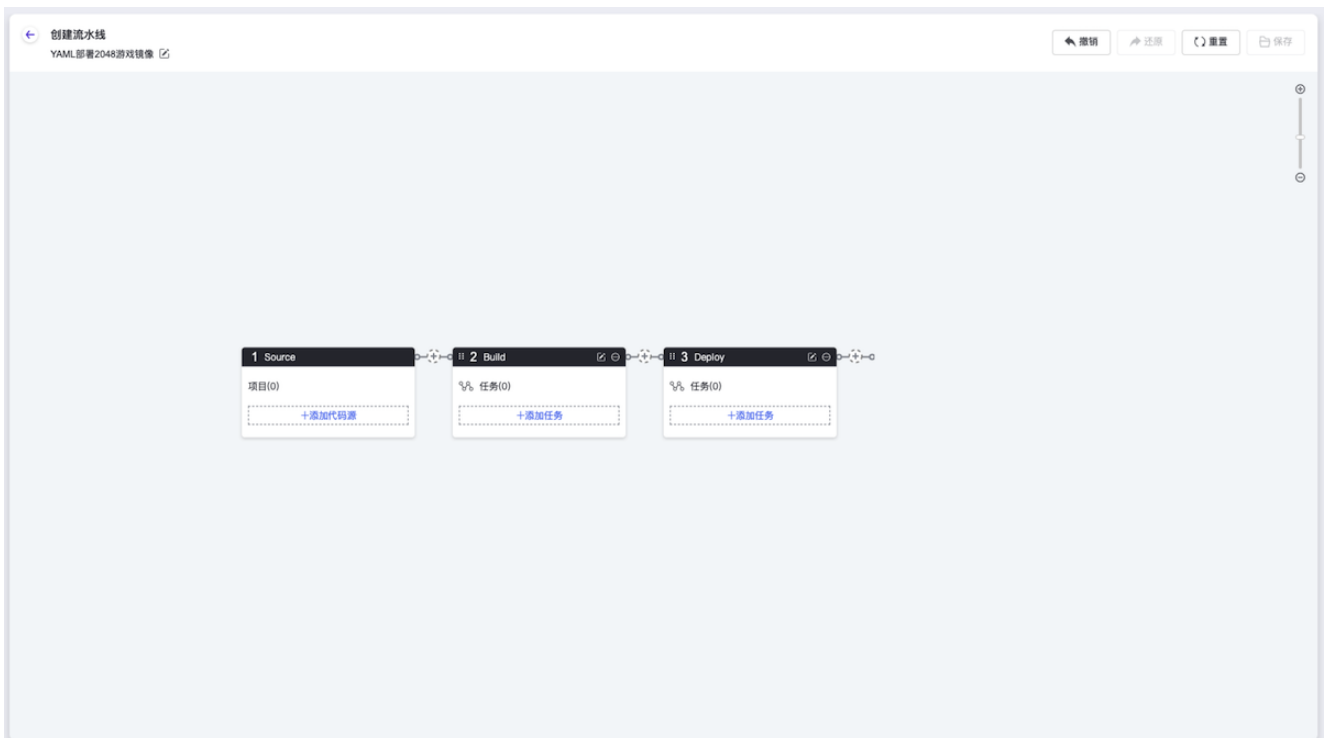 创建流水线
YAML部署2048游戏镜像
撤销 还原 重置 保存
1 Source 2 Build 3 Deploy
项目(0) 任务(0) 任务(0)
+添加代码源 +添加任务 +添加任务